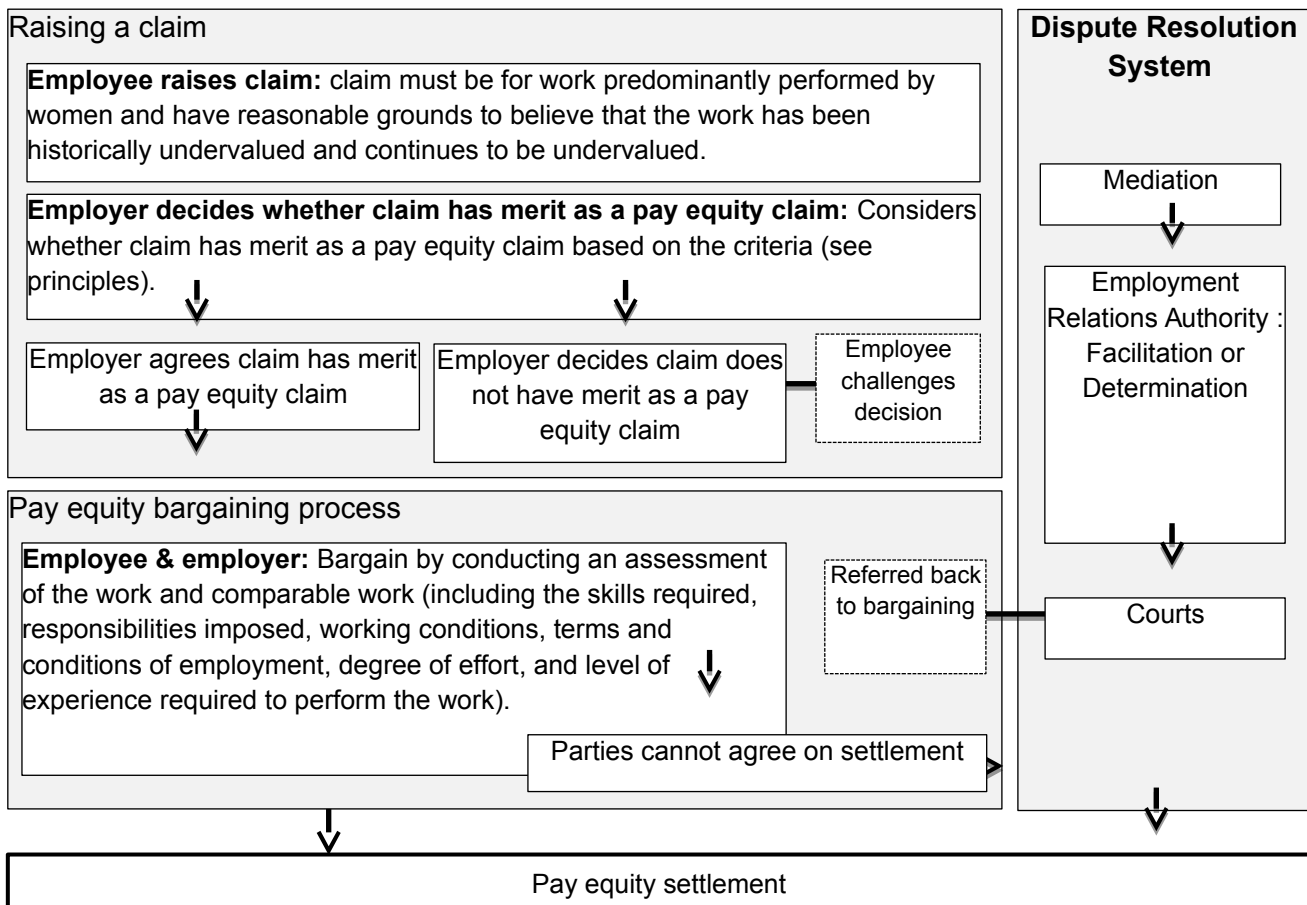 Raising a claim
Employee raises claim: claim must be for work predominantly performed by
women and have reasonable grounds to believe that the work has been
historically undervalued and continues to be undervalued.
Employer decides whether claim has merit as a pay equity claim: Considers
whether claim has merit as a pay equity claim based on the criteria (see
principles).
Employer agrees claim has merit
as a pay equity claim
Employer decides claim does
not have merit as a pay
equity claim
Employee
challenges
decision
Pay equity bargaining process
Employee & employer: Bargain by conducting an assessment
of the work and comparable work (including the skills required,
responsibilities imposed, working conditions, terms and
conditions of employment, degree of effort, and level of
experience required to perform the work).
Referred back
to bargaining
Parties cannot agree on settlement
Dispute Resolution
System
Mediation
Employment
Relations Authority :
Facilitation or
Determination
Courts
Pay equity settlement